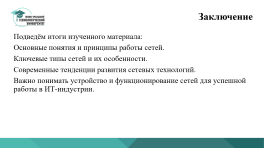 Заключение
Подведём итоги изученного материала:
Основные понятия и принципы работы сетей.
Ключевые типы сетей и их особенности.
Современные тенденции развития сетевых технологий.
Важно понимать устройство и функционирование сетей для успешной
работы в ИТ-индустрии.